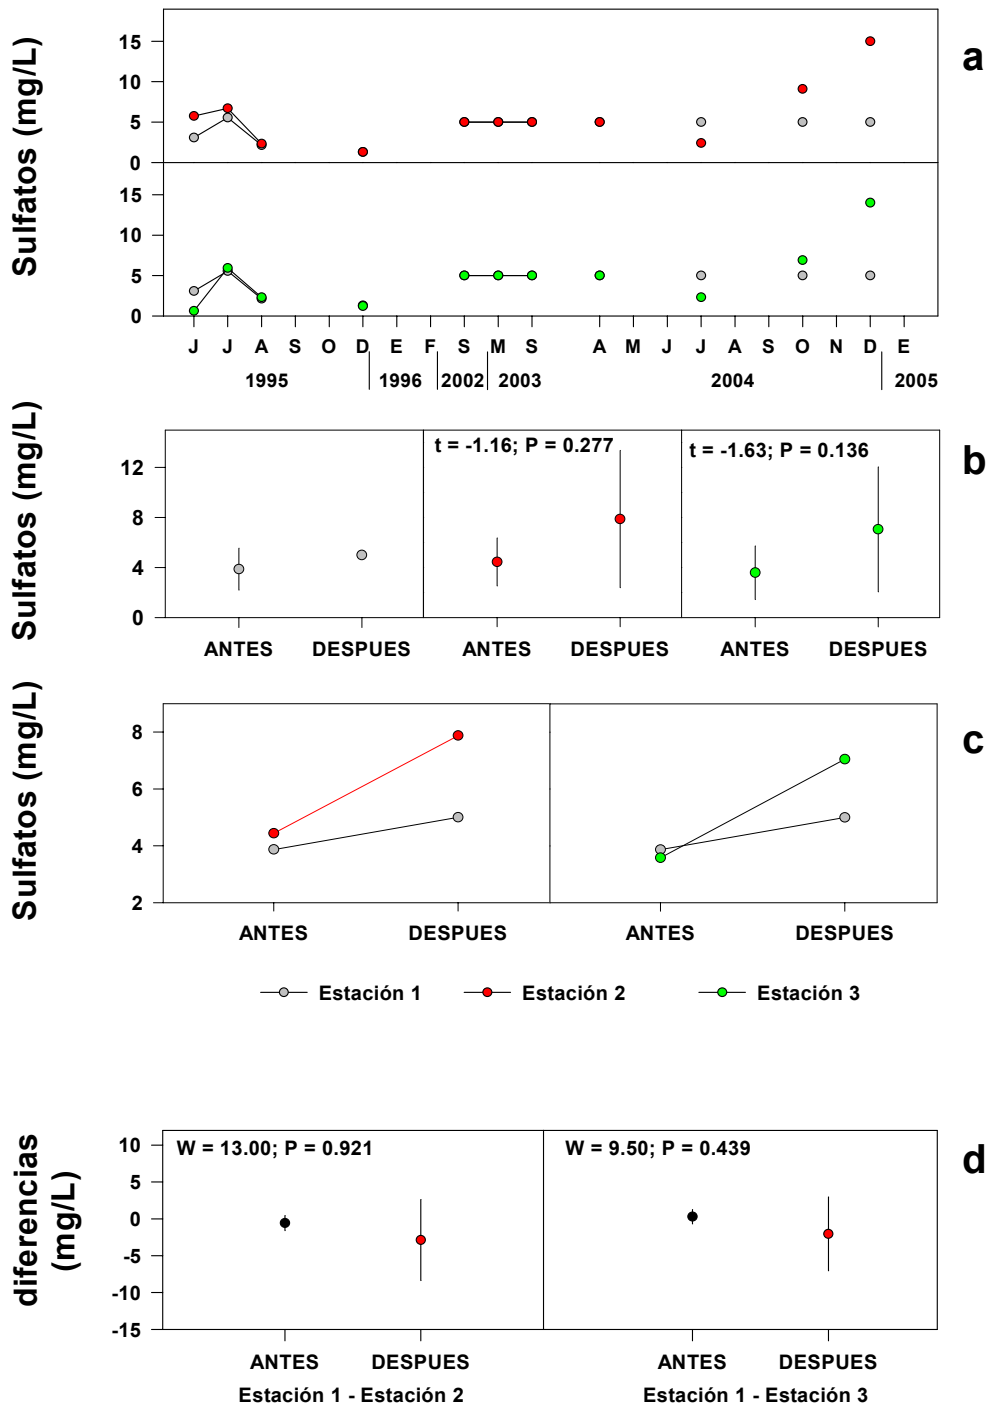 Sulfatos (mg/L)
a
15
10
5
0
15
10
5
0
J J A S O D E F S M S A M J J A S O N D E
1995 1996 2002 2003 2004 2005
Sulfatos (mg/L)
b
t = -1.16; P = 0.277
t = -1.63; P = 0.136
12
8
4
0
ANTES DESPUES ANTES DESPUES ANTES DESPUES
Sulfatos (mg/L)
c
8
6
4
2
ANTES DESPUES ANTES DESPUES
Estación 1 Estación 2 Estación 3
diferencias
(mg/L)
d
W = 13.00; P = 0.921
W = 9.50; P = 0.439
10
5
0
-5
-10
-15
ANTES DESPUES ANTES DESPUES
Estación 1 - Estación 2 Estación 1 - Estación 3